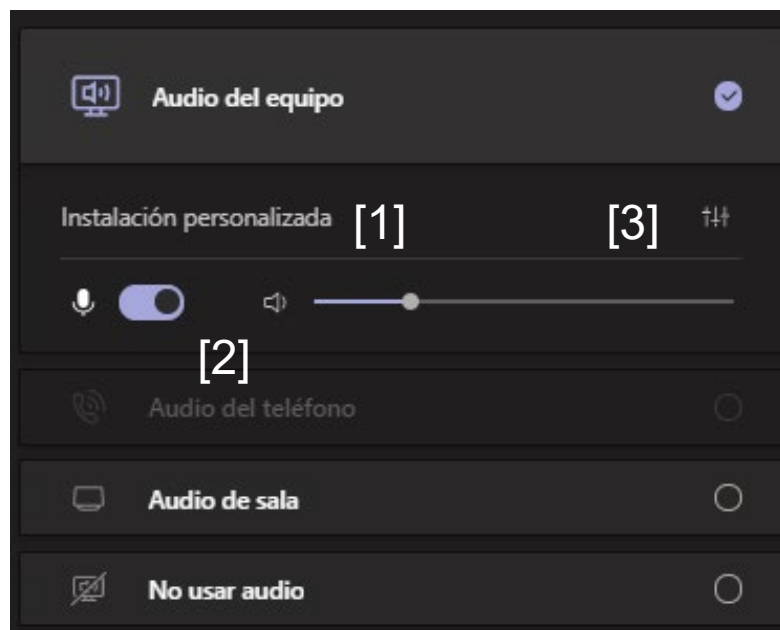 Audio del equipo
Instalación personalizada [1] [3]
[2]
Audio del teléfono
Audio de sala
No usar audio